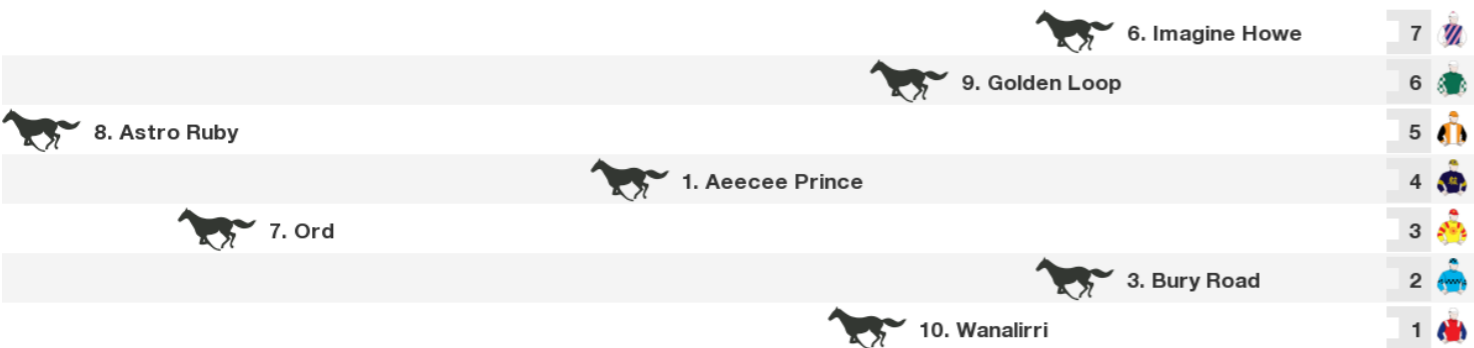 6. Imagine Howe 7
9. Golden Loop 6
8. Astro Ruby 5
1. Aeecee Prince 4
7. Ord 3
3. Bury Road 2
10. Wanalirri 1